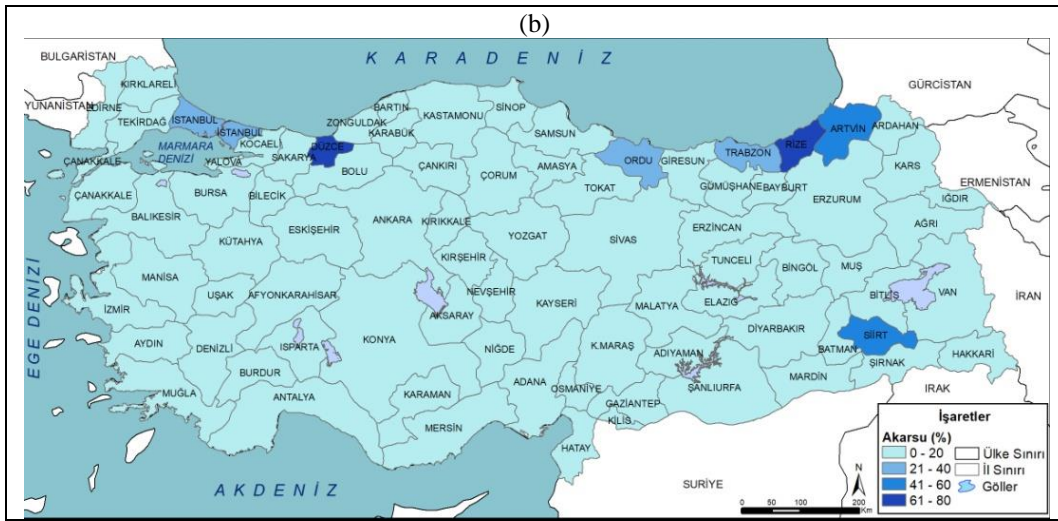 (b)
BULGARİSTAN
K A R A D E N İ Z
GÜRCİSTAN
KIRKLARELİ
YUNANİSTAN
EDİRNE
TEKİRDAĞ
İSTANBUL
İSTANBUL
KOCAELİ
MARMARA
DENİZİ
YALOVA
SAKARYA
DÜZCE
ZONGULDAK
BARTIN
KARABÜK
KASTAMONU
SİNOP
SAMSUN
ORDU
GİRESUN
TRABZON
RİZE
ARTVİN
ARDAHAN
KARS
ERMENİSTAN
ÇANAKKALE
ÇANAKKALE
BURSA
BİLECİK
BOLU
ÇANKIRI
ÇORUM
AMASYA
TOKAT
GÜMÜŞHANE
BAYBURT
ERZURUM
IĞDIR
BALIKESİR
ESKİŞEHİR
ANKARA
KIRIKKALE
YOZGAT
SİVAS
ERZİNCAN
AĞRI
KÜTAHYA
KIRŞEHİR
TUNCELİ
BİNGÖL
MUŞ
MANİSA
UŞAK
AFYONKARAHİSAR
NEVŞEHİR
KAYSERİ
MALATYA
ELAZIĞ
BİTLİS
VAN
İRAN
EGE DENİZİ
İZMİR
AKSARAY
KONYA
AYDIN
DENİZLİ
ISPARTA
NİĞDE
K.MARAŞ
ADIYAMAN
DİYARBAKIR
BATMAN
SİİRT
ŞIRNAK
HAKKARİ
BURDUR
MUĞLA
ANTALYA
KARAMAN
MERSİN
ADANA
OSMANİYE
GAZİANTEP
KİLİS
ŞANLIURFA
MARDİN
IRAK
HATAY
SURİYE
A K D E N İ Z
N
0 50 100 200
Km
İşaretler
Akarsu (%)
0 - 20
21 - 40
41 - 60
61 - 80
Ülke Sınırı
İl Sınırı
Göller